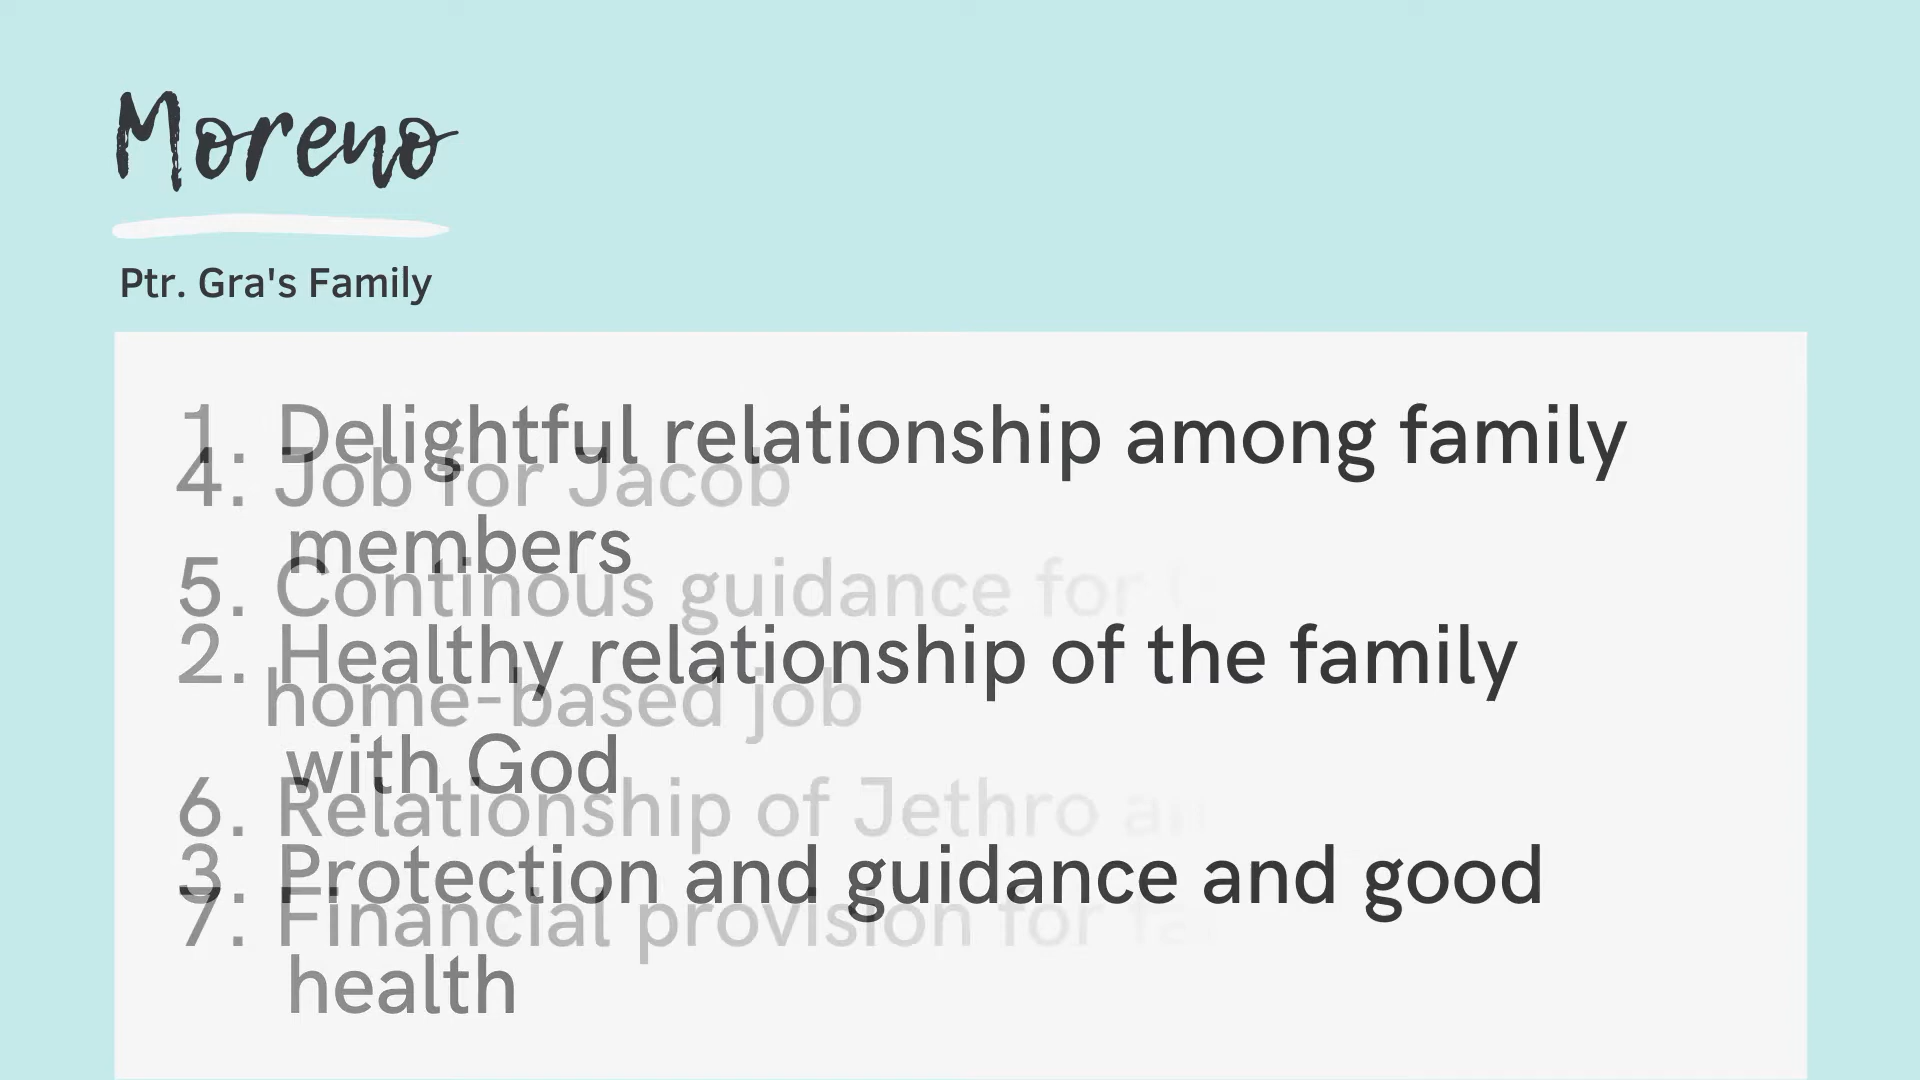 Moreno
Ptr. Gra's Family
1. Delightful relationship among family
members
2. Healthy relationship of the family
with God
3. Protection and guidance and good
health
4. Job for Jacob
5. Continous guidance for
home-based job
6. Relationship of Jethro
7. Financial provision for